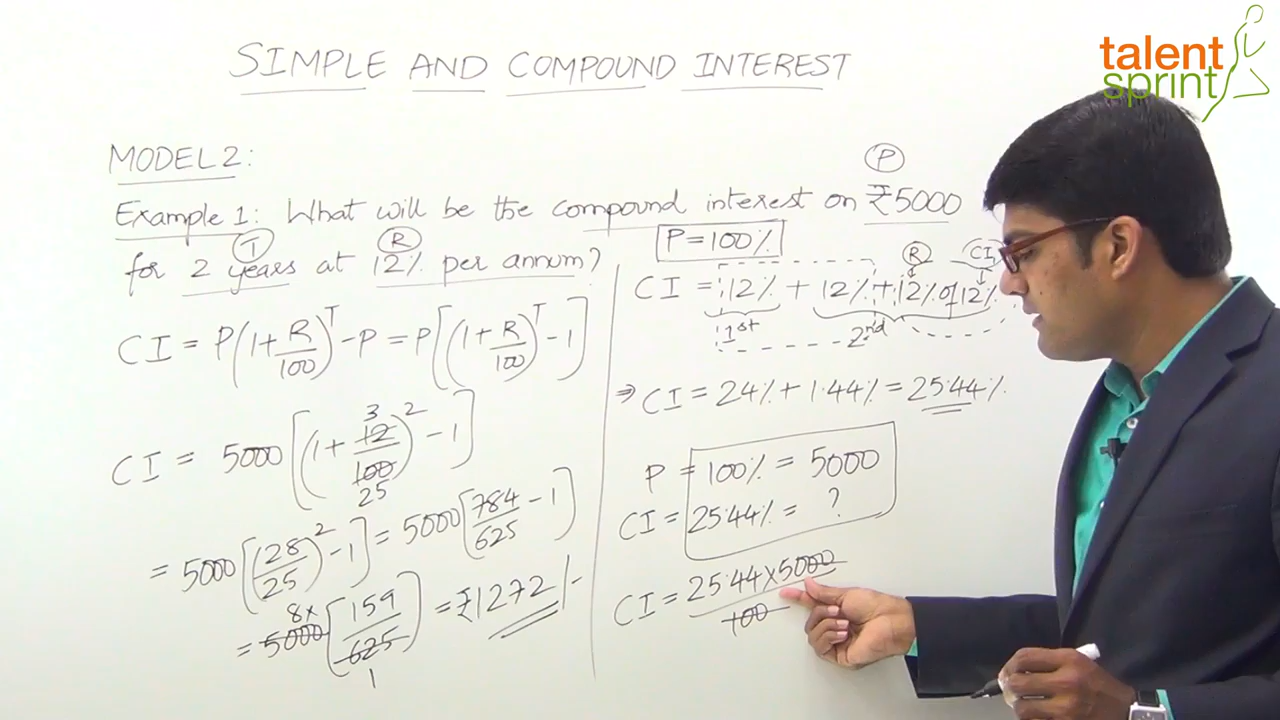 talent
sprint
SIMPLE AND COMPOUND INTEREST
MODEL 2:
P
Example 1: What will be the compound interest on ₹5000
T R
for 2 years at 12% per annum?
CI = P(1+R/100)^T - P = P[(1+R/100)^T - 1]
CI = 5000[(1+12/100)^2 - 1]
3
25
= 5000[(28/25)^2 - 1] = 5000[784/625 - 1]
8×
= 5000[159/625] = ₹1272/-
1
P = 100%
R CI
CI = 12% + 12% + 12% of 12%
1st 2nd
⇒ CI = 24% + 1.44% = 25.44%
P = 100% = 5000
CI = 25.44% = ?
CI = 25.44×5000/100